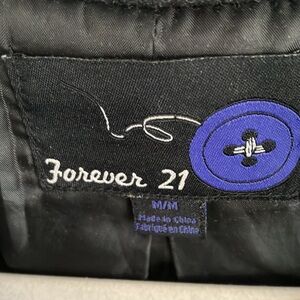 Forever 21
M/M
Made in China
Fabriqué en Chine